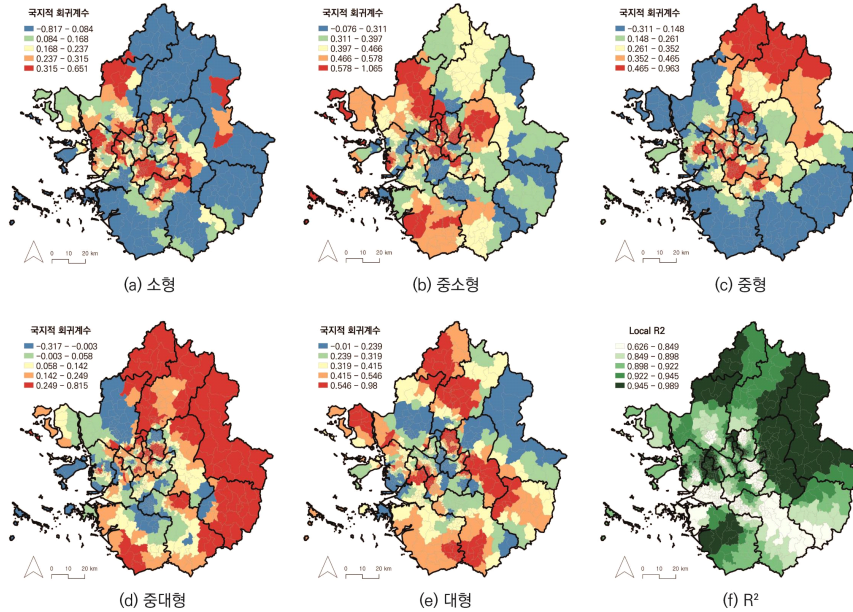 국지적 회귀계수
-0.817 - 0.084
0.084 - 0.168
0.168 - 0.237
0.237 - 0.315
0.315 - 0.651
0 10 20 km
(a) 소형
국지적 회귀계수
-0.076 - 0.311
0.311 - 0.397
0.397 - 0.466
0.466 - 0.578
0.578 - 1.065
0 10 20 km
(b) 중소형
국지적 회귀계수
-0.311 - 0.148
0.148 - 0.261
0.261 - 0.352
0.352 - 0.465
0.465 - 0.963
0 10 20 km
(c) 중형
국지적 회귀계수
-0.317 - -0.003
-0.003 - 0.058
0.058 - 0.142
0.142 - 0.249
0.249 - 0.815
0 10 20 km
(d) 중대형
국지적 회귀계수
-0.01 - 0.239
0.239 - 0.319
0.319 - 0.415
0.415 - 0.546
0.546 - 0.98
0 10 20 km
(e) 대형
Local R2
0.626 - 0.849
0.849 - 0.898
0.898 - 0.922
0.922 - 0.945
0.945 - 0.989
0 10 20 km
(f) R²